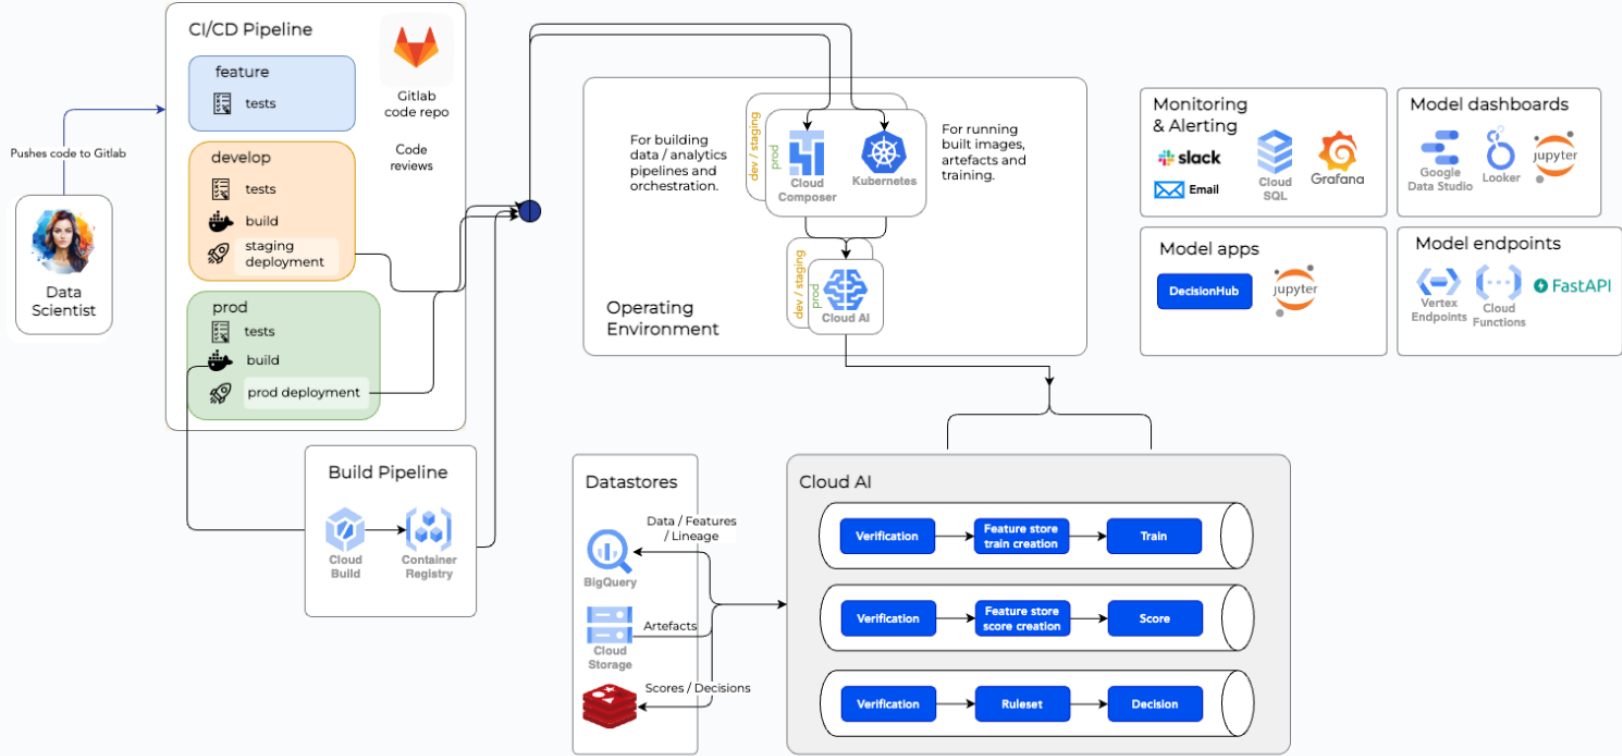 CI/CD Pipeline
feature
tests
Gitlab
code repo
Code
reviews
develop
tests
build
staging
deployment
prod
tests
build
prod deployment
Pushes code to Gitlab
Data
Scientist
Build Pipeline
Cloud
Build
Container
Registry
Operating
Environment
For building
data / analytics
pipelines and
orchestration.
dev / staging
prod
Cloud
Composer
Kubernetes
For running
built images,
artefacts and
training.
dev / staging
prod
Cloud AI
Monitoring
& Alerting
slack
Email
Cloud
SQL
Grafana
Model dashboards
Google
Data Studio
Looker
jupyter
Model apps
DecisionHub
jupyter
Model endpoints
Vertex
Endpoints
Cloud
Functions
FastAPI
Datastores
Data / Features
/ Lineage
BigQuery
Artefacts
Cloud
Storage
Scores / Decisions
Cloud AI
Verification
Feature store
train creation
Train
Verification
Feature store
score creation
Score
Verification
Ruleset
Decision